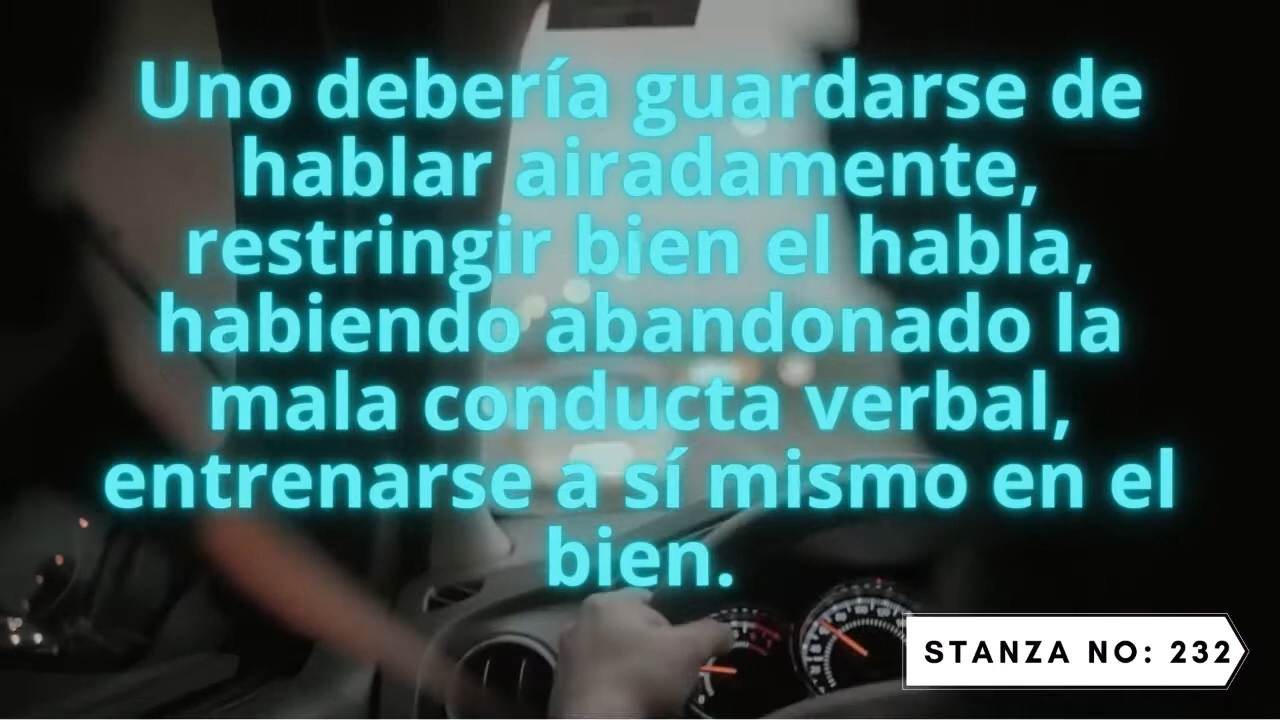 Uno debería guardarse de
hablar airadamente,
restringir bien el habla,
habiendo abandonado la
mala conducta verbal,
entrenarse a sí mismo en el
bien.
STANZA NO: 232